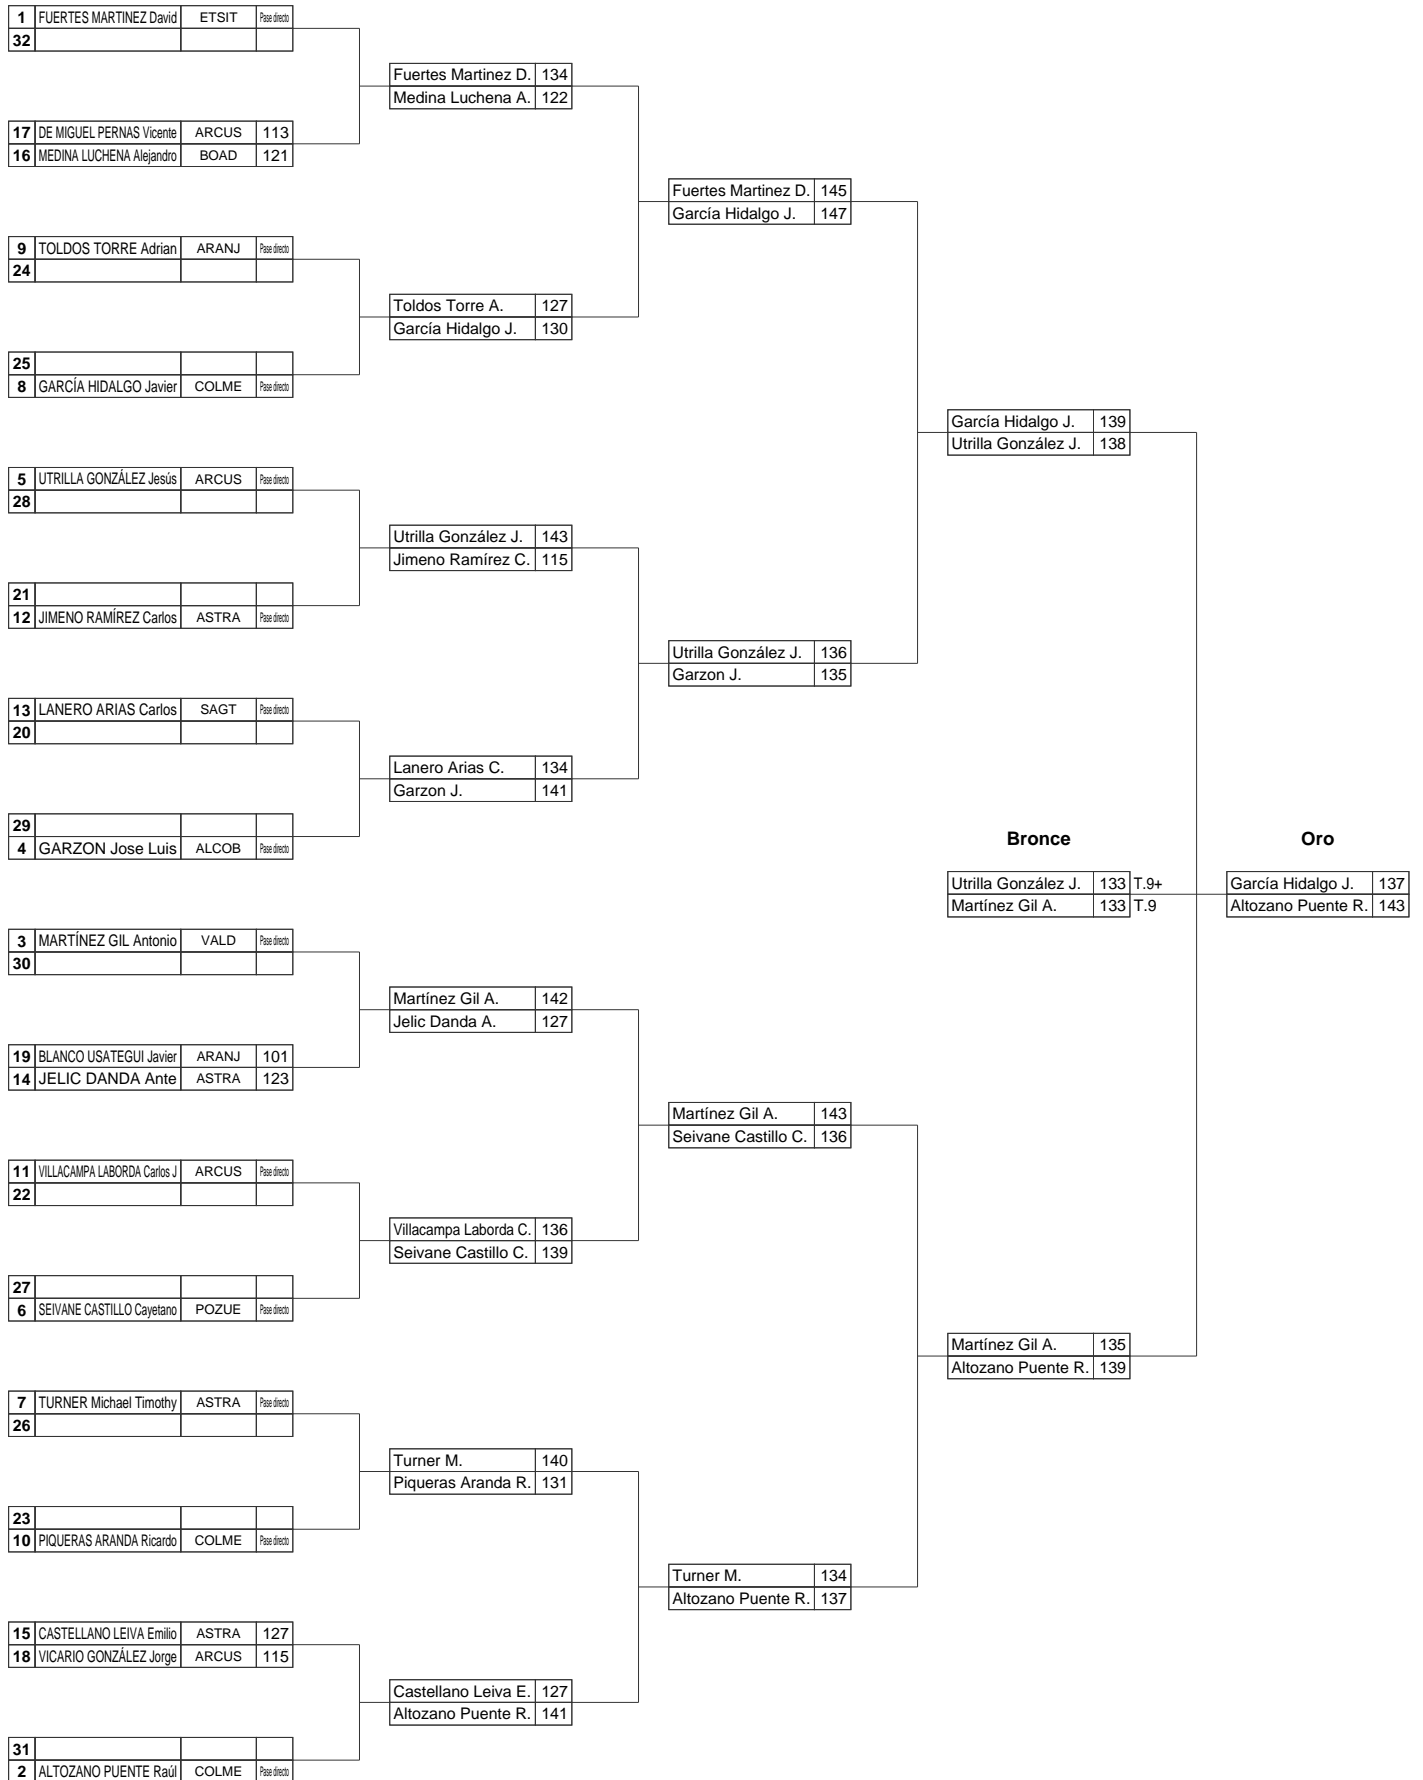 1 FUERTES MARTINEZ David ETSIT Pase directo
32
Fuertes Martinez D. 134
Medina Luchena A. 122
17 DE MIGUEL PERNAS Vicente ARCUS 113
16 MEDINA LUCHENA Alejandro BOAD 121
Fuertes Martinez D. 145
García Hidalgo J. 147
9 TOLDOS TORRE Adrian ARANJ Pase directo
24
Toldos Torre A. 127
García Hidalgo J. 130
25
8 GARCÍA HIDALGO Javier COLME Pase directo
García Hidalgo J. 139
Utrilla González J. 138
5 UTRILLA GONZÁLEZ Jesús ARCUS Pase directo
28
Utrilla González J. 143
Jimeno Ramírez C. 115
21
12 JIMENO RAMÍREZ Carlos ASTRA Pase directo
Utrilla González J. 136
Garzon J. 135
13 LANERO ARIAS Carlos SAGT Pase directo
20
Lanero Arias C. 134
Garzon J. 141
29
4 GARZON Jose Luis ALCOB Pase directo
Bronce Oro
Utrilla González J. 133 T.9+ García Hidalgo J. 137
Martínez Gil A. 133 T.9 Altozano Puente R. 143
3 MARTÍNEZ GIL Antonio VALD Pase directo
30
Martínez Gil A. 142
Jelic Danda A. 127
19 BLANCO USATEGUI Javier ARANJ 101
14 JELIC DANDA Ante ASTRA 123
Martínez Gil A. 143
Seivane Castillo C. 136
11 VILLACAMPA LABORDA Carlos J ARCUS Pase directo
22
Villacampa Laborda C. 136
Seivane Castillo C. 139
27
6 SEIVANE CASTILLO Cayetano POZUE Pase directo
Martínez Gil A. 135
Altozano Puente R. 139
7 TURNER Michael Timothy ASTRA Pase directo
26
Turner M. 140
Piqueras Aranda R. 131
23
10 PIQUERAS ARANDA Ricardo COLME Pase directo
Turner M. 134
Altozano Puente R. 137
15 CASTELLANO LEIVA Emilio ASTRA 127
18 VICARIO GONZÁLEZ Jorge ARCUS 115
Castellano Leiva E. 127
Altozano Puente R. 141
31
2 ALTOZANO PUENTE Raúl COLME Pase directo